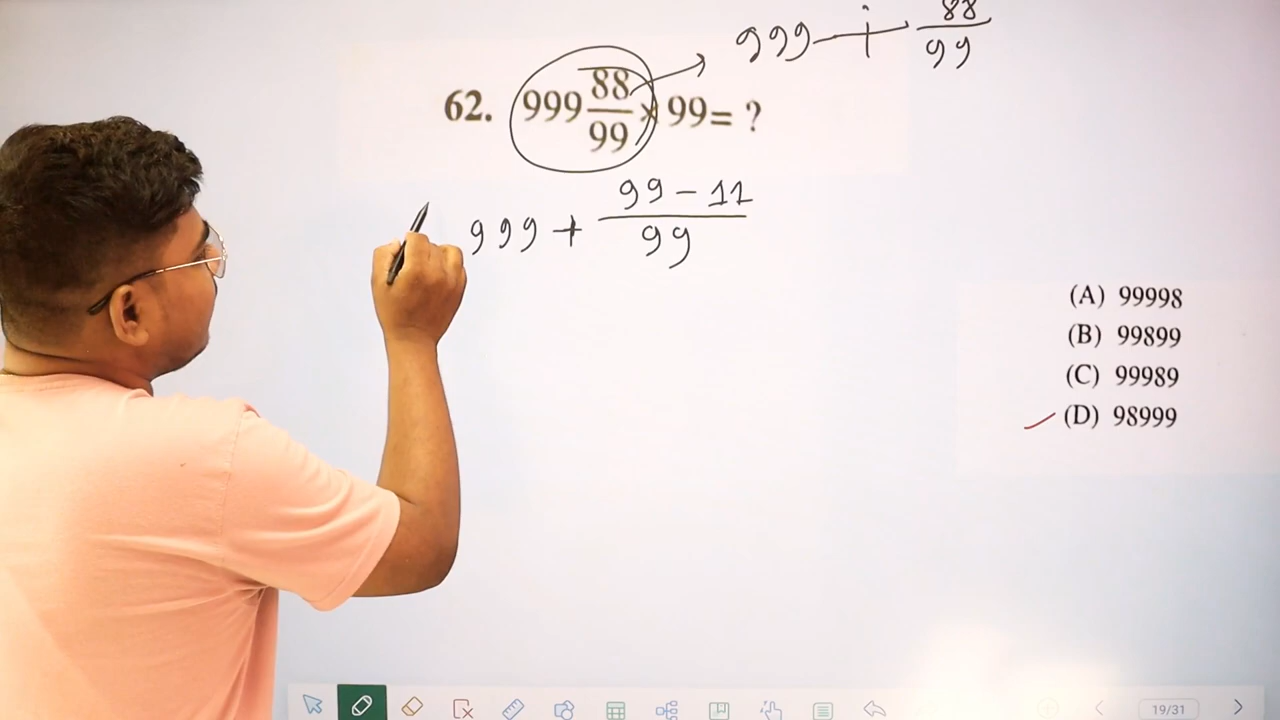 999 + 88/99
62. 999 88/99 × 99 = ?
999 + 99 - 11/99
(A) 99998
(B) 99899
(C) 99989
(D) 98999
19/31